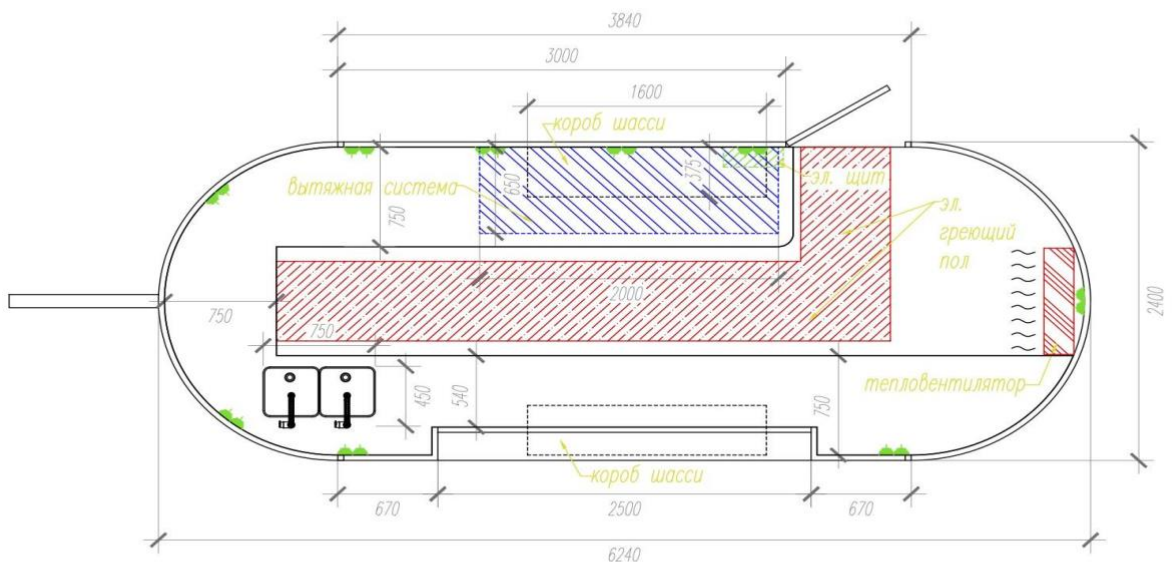 3840
3000
1600
короб шасси
вытяжная система
650
375
эл. щит
эл.
греющий
пол
750
2000
2400
750
750
тепловентилятор
450
540
750
короб шасси
670
2500
670
6240